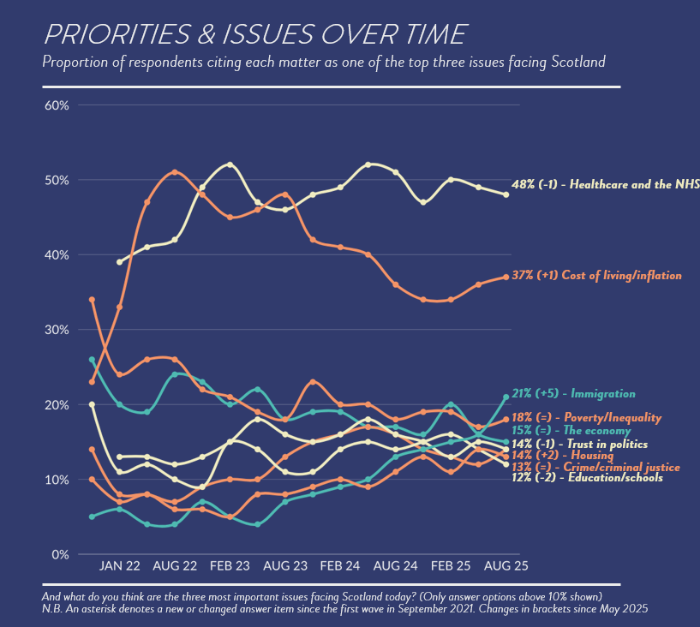 PRIORITIES & ISSUES OVER TIME
Proportion of respondents citing each matter as one of the top three issues facing Scotland
60%
50%
48% (-1) - Healthcare and the NHS
40%
37% (+1) Cost of living/inflation
30%
21% (+5) - Immigration
20%
18% (=) - Poverty/Inequality
15% (=) - The economy
14% (-1) - Trust in politics
14% (+2) - Housing
13% (=) - Crime/criminal justice
12% (-2) - Education/schools
10%
0%
JAN 22 AUG 22 FEB 23 AUG 23 FEB 24 AUG 24 FEB 25 AUG 25
And what do you think are the three most important issues facing Scotland today? (Only answer options above 10% shown)
N.B. An asterisk denotes a new or changed answer item since the first wave in September 2021. Changes in brackets since May 2025